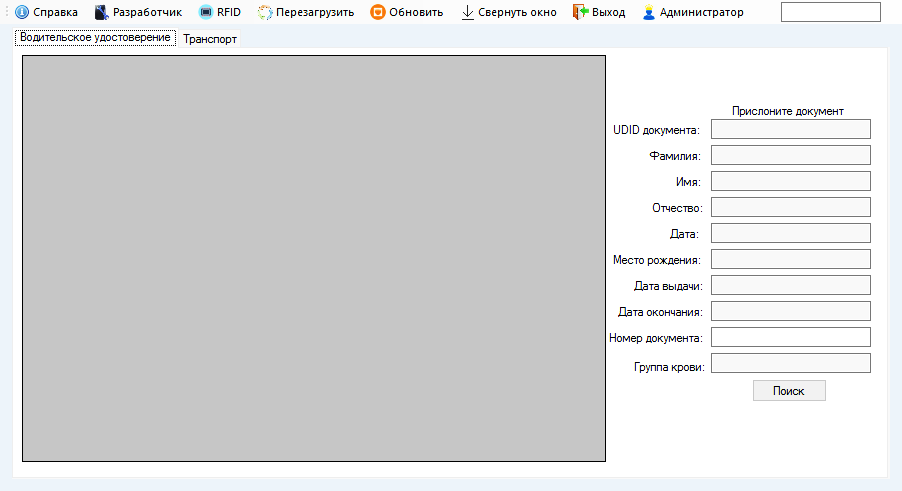 Справка Разработчик RFID Перезагрузить Обновить Свернуть окно Выход Администратор
Водительское удостоверение Транспорт
Прислоните документ
UDID документа:
Фамилия:
Имя:
Отчество:
Дата:
Место рождения:
Дата выдачи:
Дата окончания:
Номер документа:
Группа крови:
Поиск